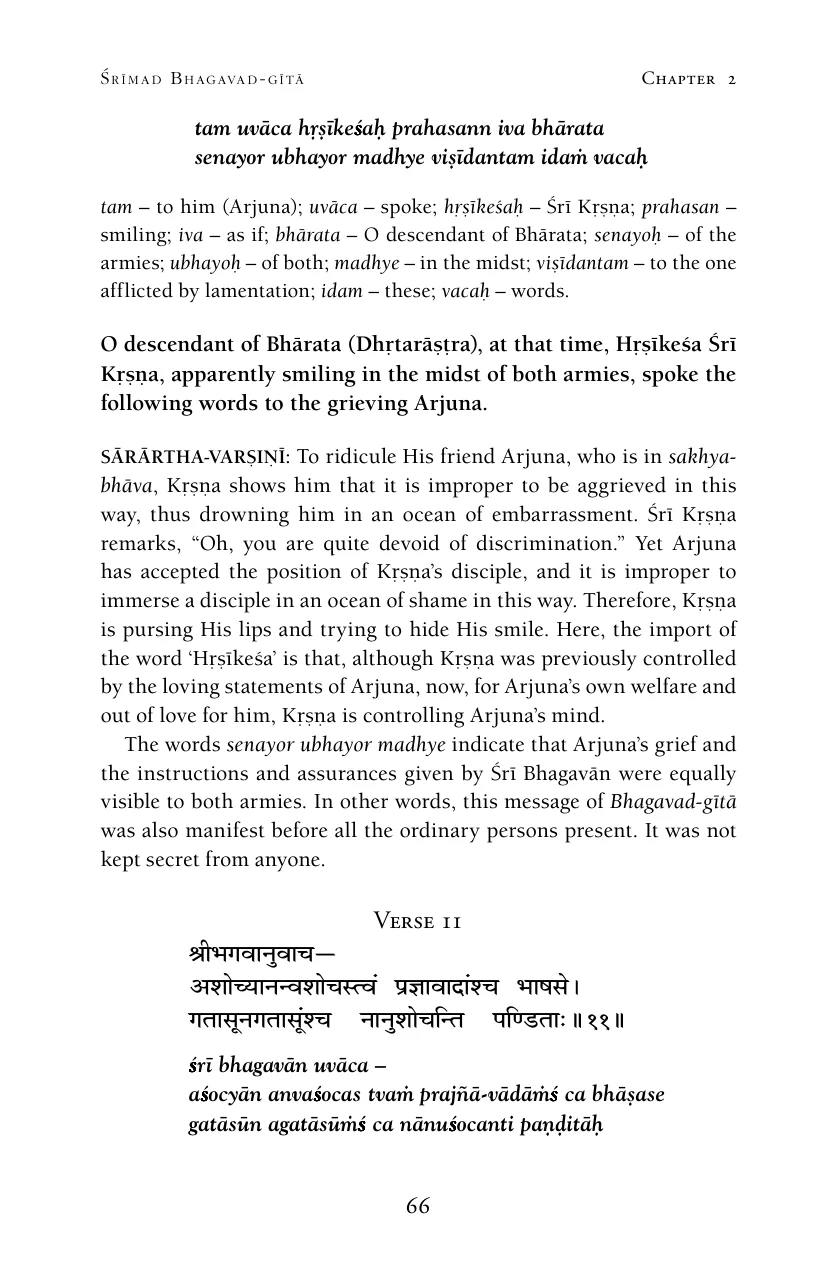 Śrīmad Bhagavad-gītā Chapter 2
tam uvāca hṛṣīkeśaḥ prahasann iva bhārata
senayor ubhayor madhye viṣīdantam idaṁ vacaḥ
tam – to him (Arjuna); uvāca – spoke; hṛṣīkeśaḥ – Śrī Kṛṣṇa; prahasan –
smiling; iva – as if; bhārata – O descendant of Bhārata; senayoḥ – of the
armies; ubhayoḥ – of both; madhye – in the midst; viṣīdantam – to the one
afflicted by lamentation; idam – these; vacaḥ – words.
O descendant of Bhārata (Dhṛtarāṣṭra), at that time, Hṛṣīkeśa Śrī
Kṛṣṇa, apparently smiling in the midst of both armies, spoke the
following words to the grieving Arjuna.
SĀRĀRTHA-VARṢIṆĪ: To ridicule His friend Arjuna, who is in sakhya-
bhāva, Kṛṣṇa shows him that it is improper to be aggrieved in this
way, thus drowning him in an ocean of embarrassment. Śrī Kṛṣṇa
remarks, “Oh, you are quite devoid of discrimination.” Yet Arjuna
has accepted the position of Kṛṣṇa’s disciple, and it is improper to
immerse a disciple in an ocean of shame in this way. Therefore, Kṛṣṇa
is pursing His lips and trying to hide His smile. Here, the import of
the word ‘Hṛṣīkeśa’ is that, although Kṛṣṇa was previously controlled
by the loving statements of Arjuna, now, for Arjuna’s own welfare and
out of love for him, Kṛṣṇa is controlling Arjuna’s mind.
The words senayor ubhayor madhye indicate that Arjuna’s grief and
the instructions and assurances given by Śrī Bhagavān were equally
visible to both armies. In other words, this message of Bhagavad-gītā
was also manifest before all the ordinary persons present. It was not
kept secret from anyone.
Verse 11
श्रीभगवानुवाच—
अशोच्यानन्वशोचस्त्वं प्रज्ञावादांश्च भाषसे।
गतासूनगतासूंश्च नानुशोचन्ति पण्डिताः॥११॥
śrī bhagavān uvāca –
aśocyān anvaśocas tvaṁ prajñā-vādāṁś ca bhāṣase
gatāsūn agatāsūṁś ca nānuśocanti paṇḍitāḥ
66